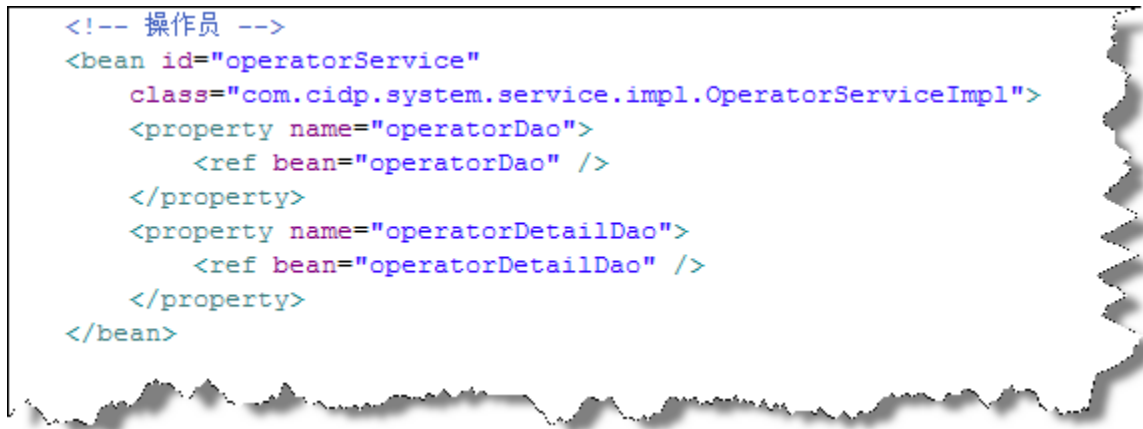 <!-- 操作员 -->
<bean id="operatorService"
class="com.cidp.system.service.impl.OperatorServiceImpl">
<property name="operatorDao">
<ref bean="operatorDao" />
</property>
<property name="operatorDetailDao">
<ref bean="operatorDetailDao" />
</property>
</bean>